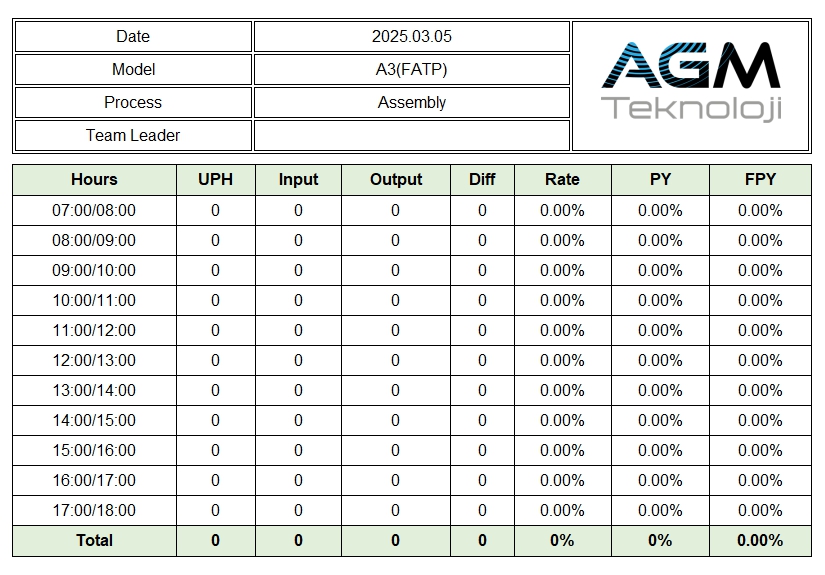 Date 2025.03.05
Model A3(FATP)
Process Assembly
Team Leader
AGM
Teknoloji
Hours UPH Input Output Diff Rate PY FPY
07:00/08:00 0 0 0 0 0.00% 0.00% 0.00%
08:00/09:00 0 0 0 0 0.00% 0.00% 0.00%
09:00/10:00 0 0 0 0 0.00% 0.00% 0.00%
10:00/11:00 0 0 0 0 0.00% 0.00% 0.00%
11:00/12:00 0 0 0 0 0.00% 0.00% 0.00%
12:00/13:00 0 0 0 0 0.00% 0.00% 0.00%
13:00/14:00 0 0 0 0 0.00% 0.00% 0.00%
14:00/15:00 0 0 0 0 0.00% 0.00% 0.00%
15:00/16:00 0 0 0 0 0.00% 0.00% 0.00%
16:00/17:00 0 0 0 0 0.00% 0.00% 0.00%
17:00/18:00 0 0 0 0 0.00% 0.00% 0.00%
Total 0 0 0 0 0% 0% 0.00%